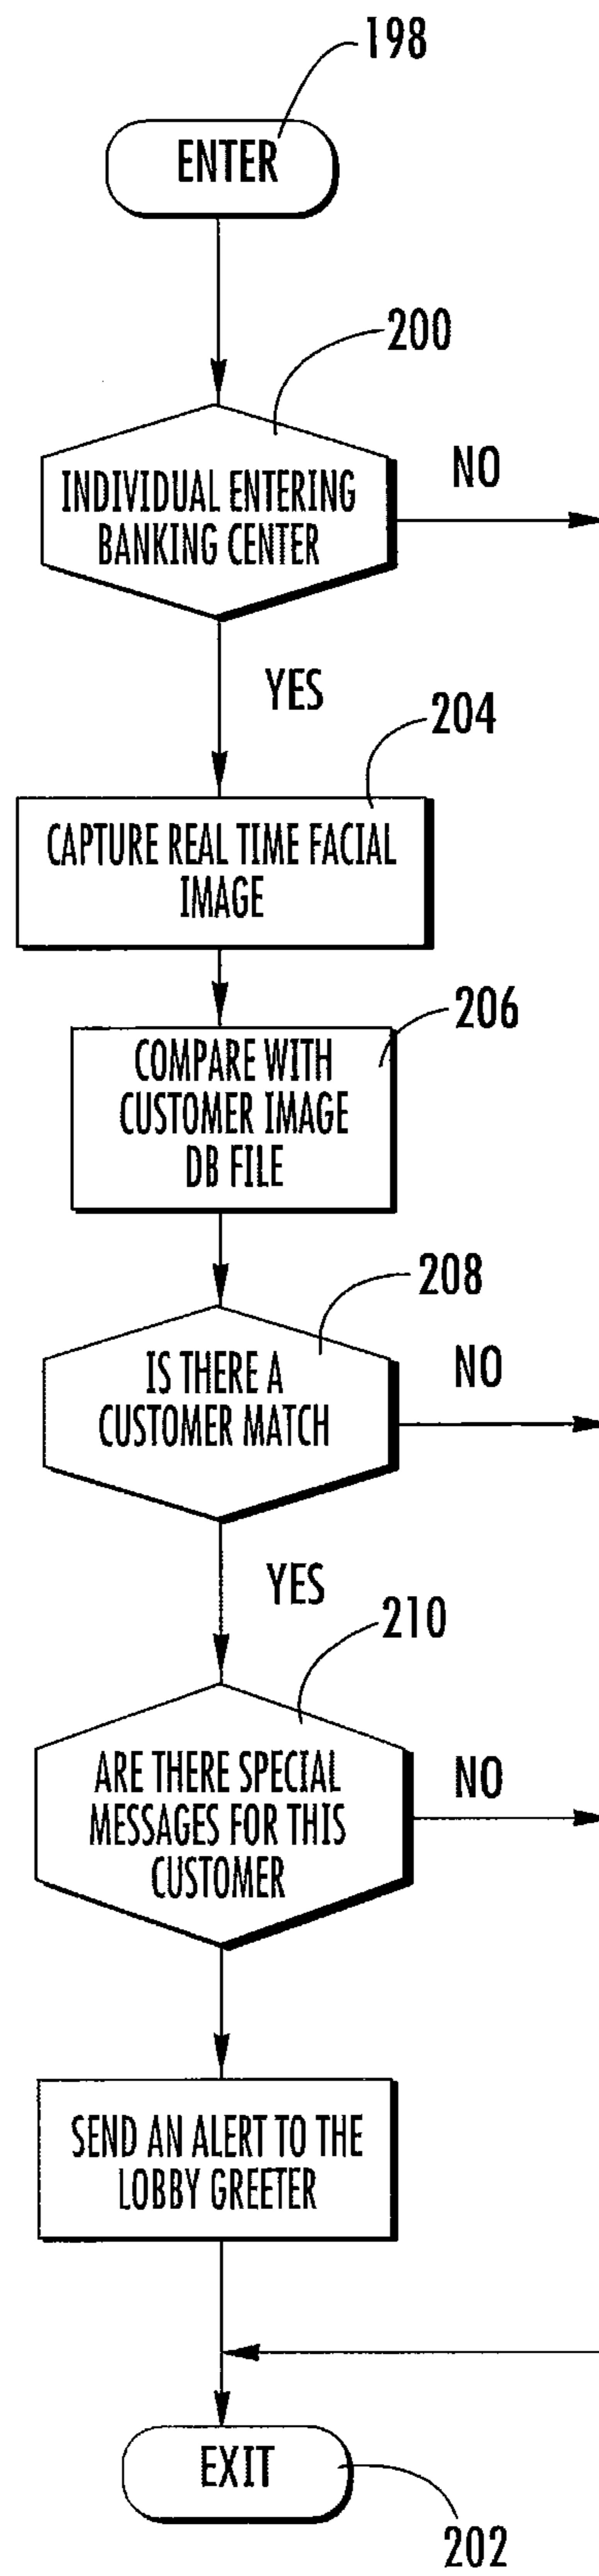 198
ENTER
200
INDIVIDUAL ENTERING
BANKING CENTER
NO
YES
204
CAPTURE REAL TIME FACIAL
IMAGE
206
COMPARE WITH
CUSTOMER IMAGE
DB FILE
208
IS THERE A
CUSTOMER MATCH
NO
YES
210
ARE THERE SPECIAL
MESSAGES FOR THIS
CUSTOMER
NO
SEND AN ALERT TO THE
LOBBY GREETER
EXIT
202